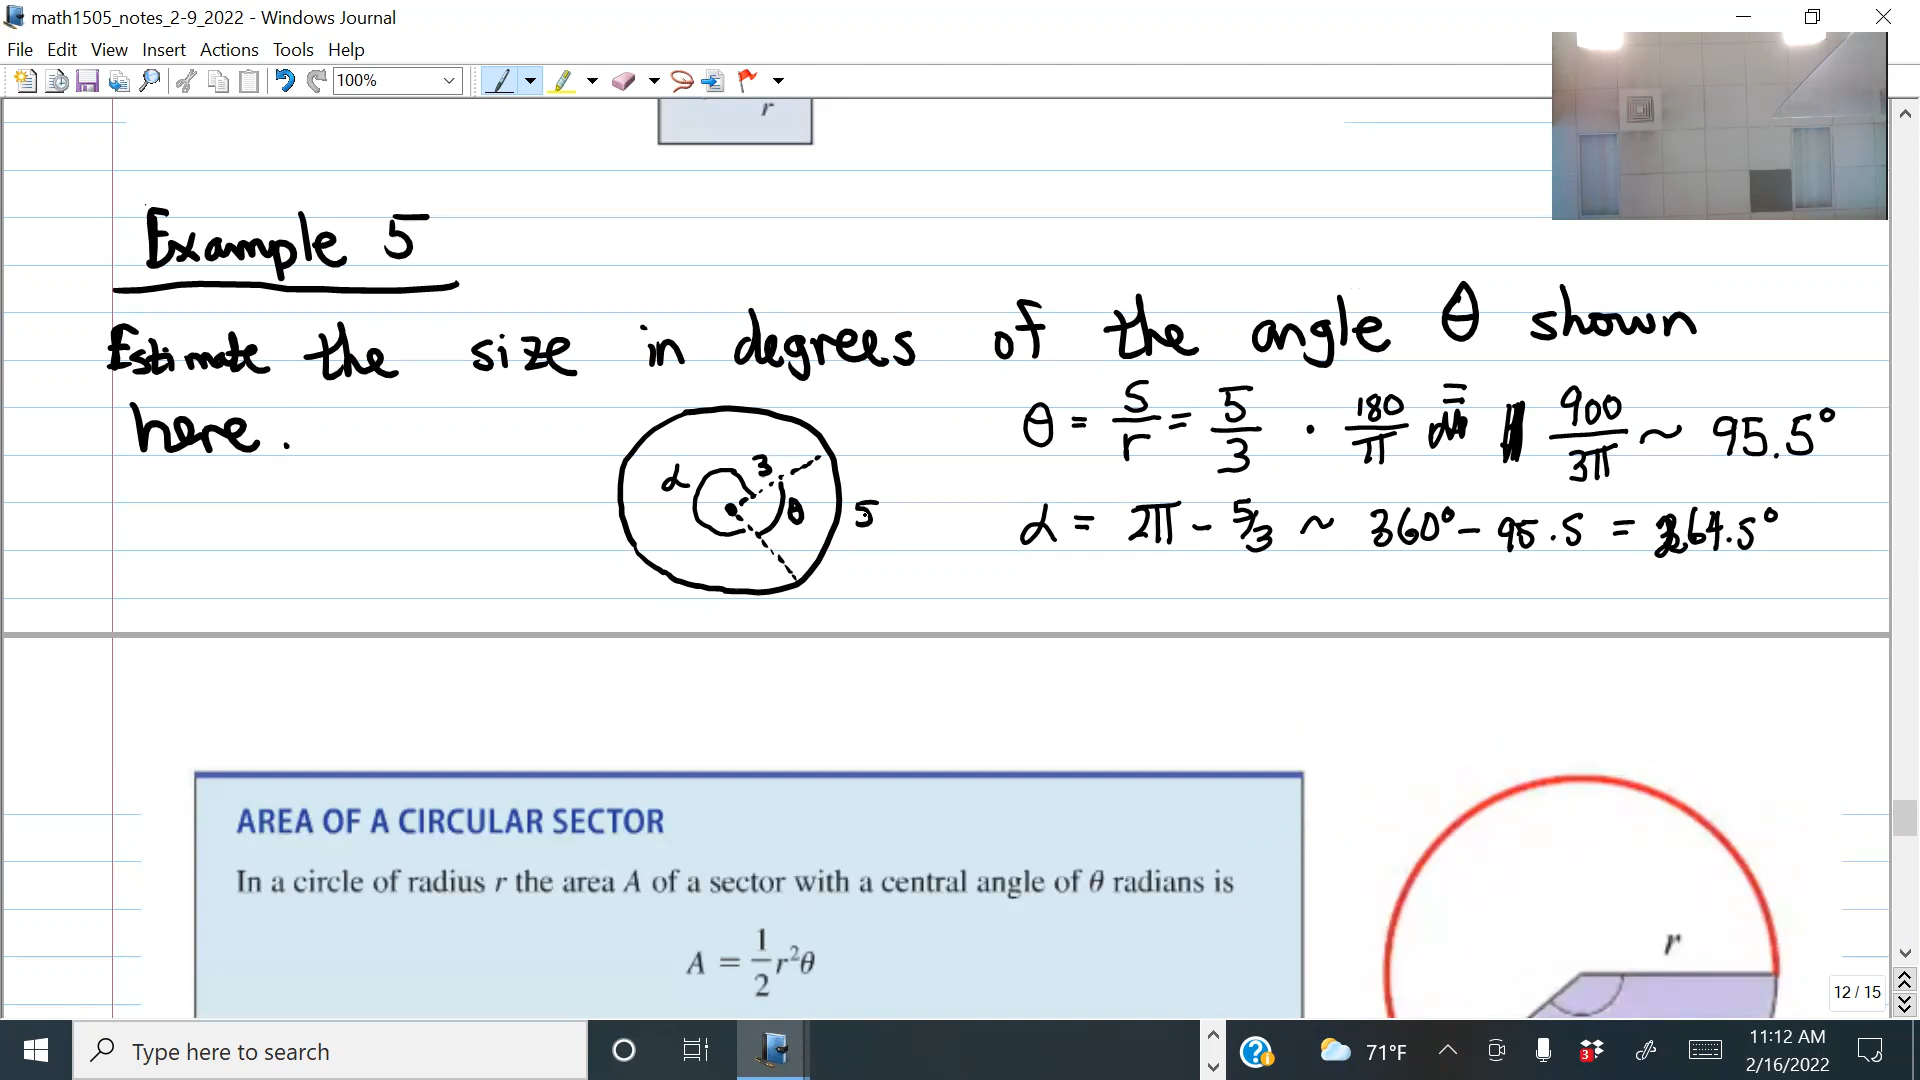 math1505_notes_2-9_2022 - Windows Journal
File Edit View Insert Actions Tools Help
100%
r
Example 5
Estimate the size in degrees of the angle θ shown
here.
α 3 θ 5
θ = s/r = 5/3 · 180/π = 900/3π ~ 95.5°
α = 2π - 5/3 ~ 360° - 95.5 = 264.5°
AREA OF A CIRCULAR SECTOR
In a circle of radius r the area A of a sector with a central angle of θ radians is
A = 1/2 r²θ
r
12 / 15
Type here to search
3
71°F
11:12 AM
2/16/2022